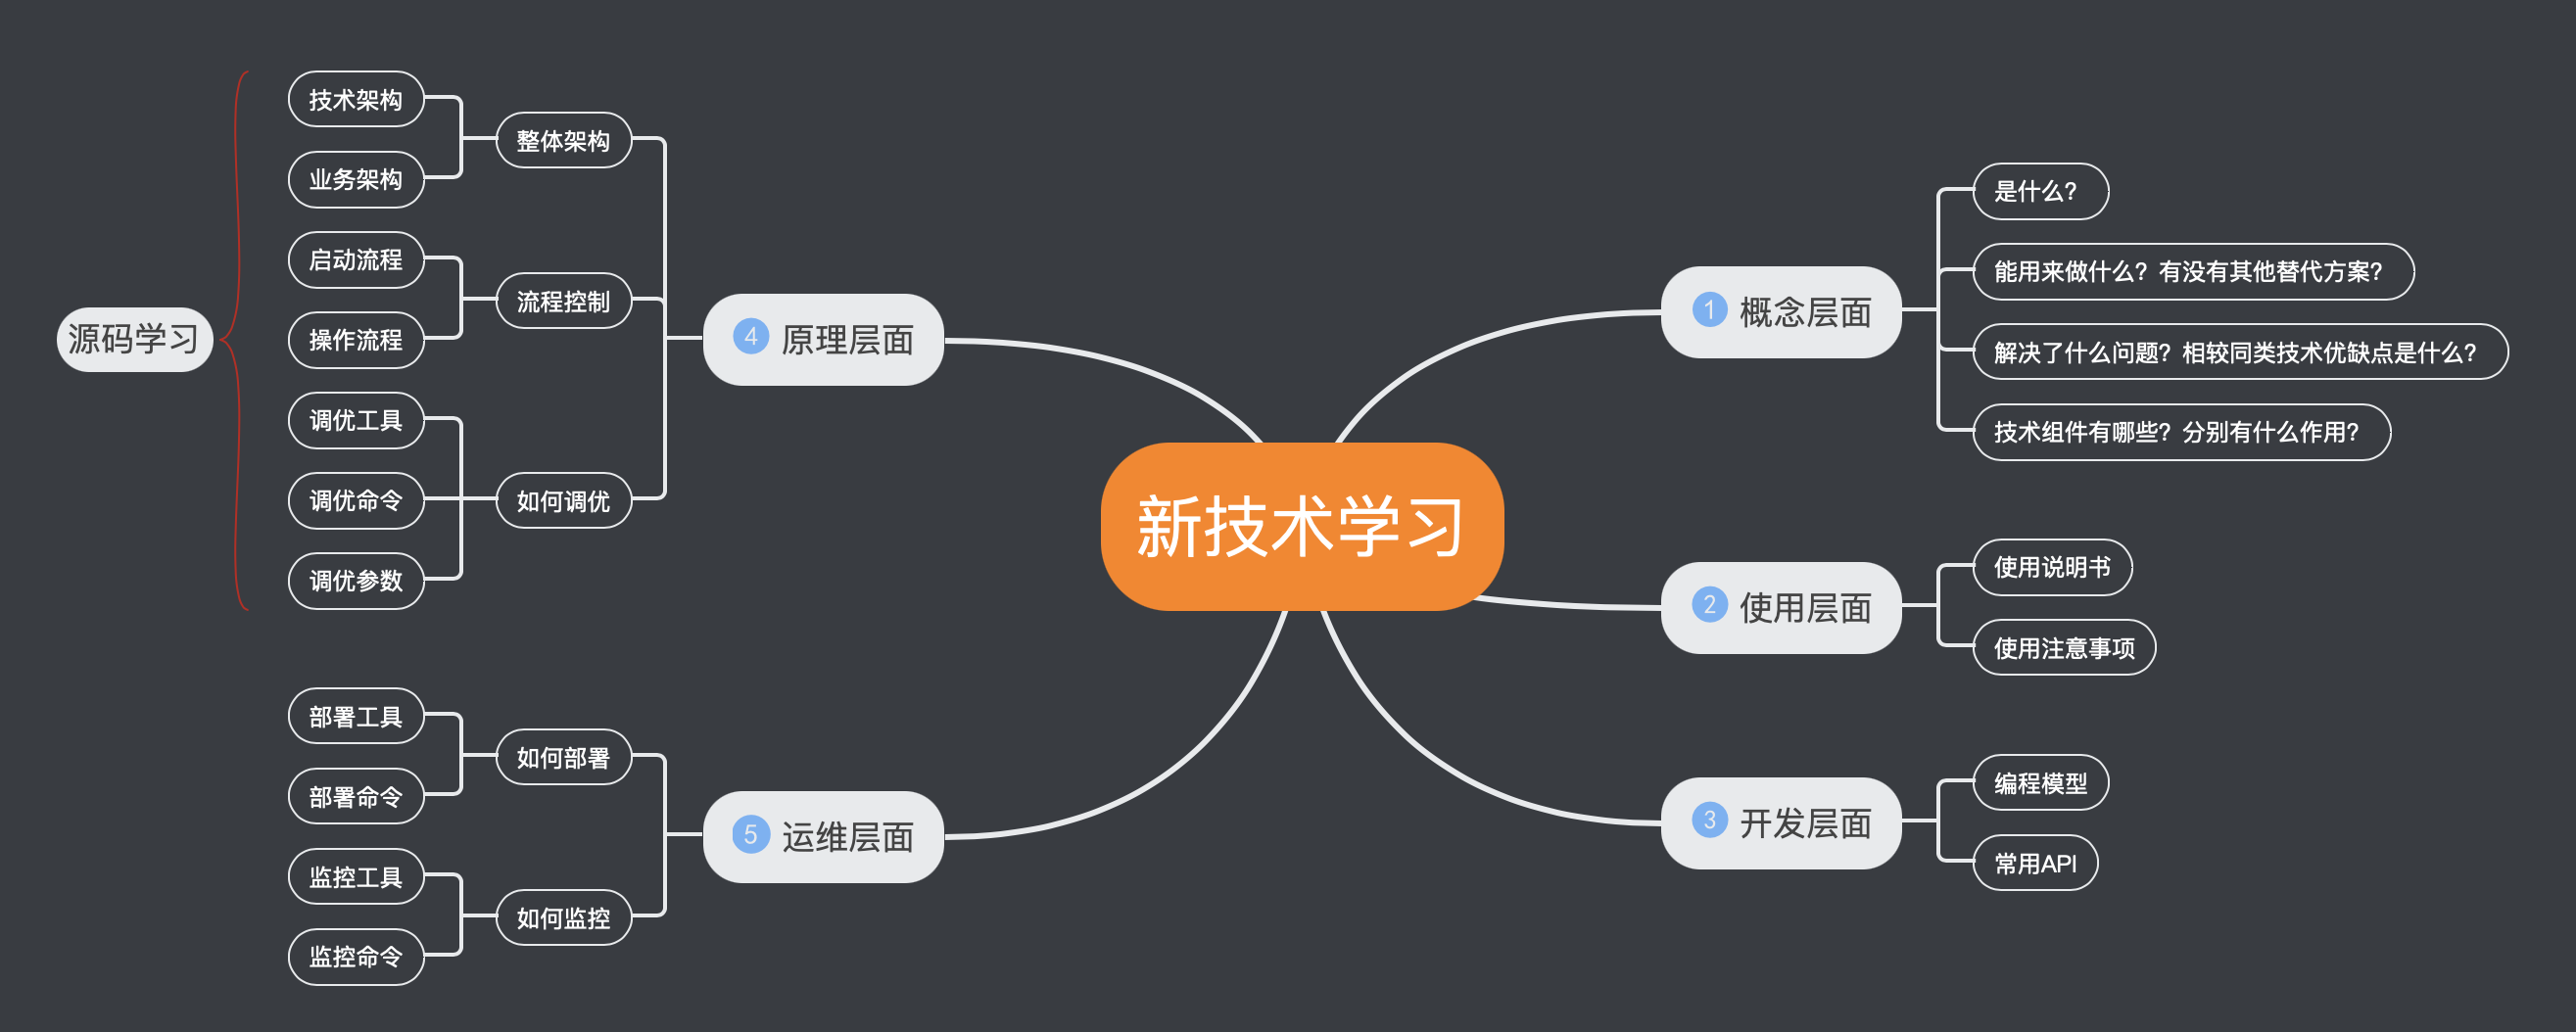 新技术学习
1 概念层面
是什么？
能用来做什么？有没有其他替代方案？
解决了什么问题？相较同类技术优缺点是什么？
技术组件有哪些？分别有什么作用？
2 使用层面
使用说明书
使用注意事项
3 开发层面
编程模型
常用API
4 原理层面
整体架构
技术架构
业务架构
流程控制
启动流程
操作流程
如何调优
调优工具
调优命令
调优参数
源码学习
5 运维层面
如何部署
部署工具
部署命令
如何监控
监控工具
监控命令